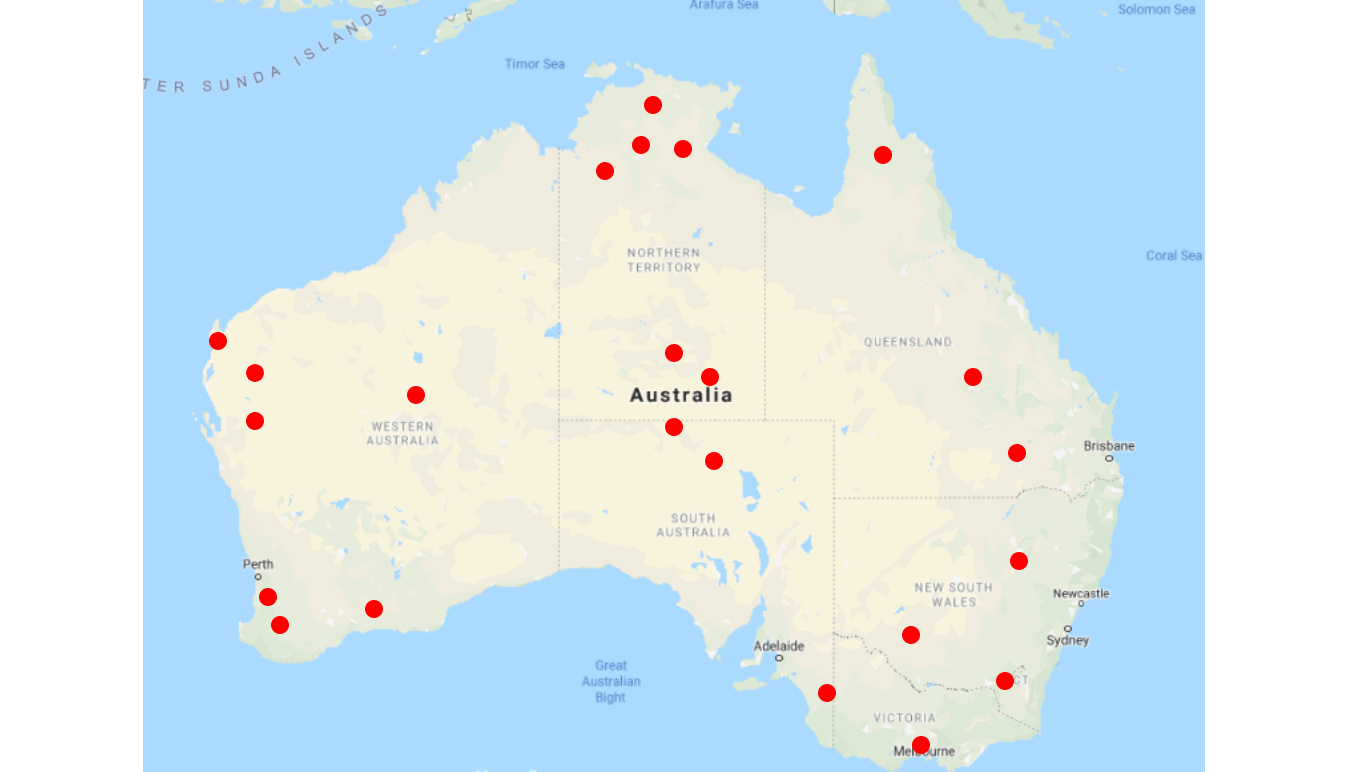 Arafura Sea
Solomon Sea
TER SUNDA ISLANDS
Timor Sea
NORTHERN
TERRITORY
Coral Sea
QUEENSLAND
Australia
WESTERN
AUSTRALIA
Brisbane
SOUTH
AUSTRALIA
Perth
NEW SOUTH
WALES
Newcastle
Sydney
Adelaide
Great
Australian
Bight
CT
VICTORIA
Melbourne